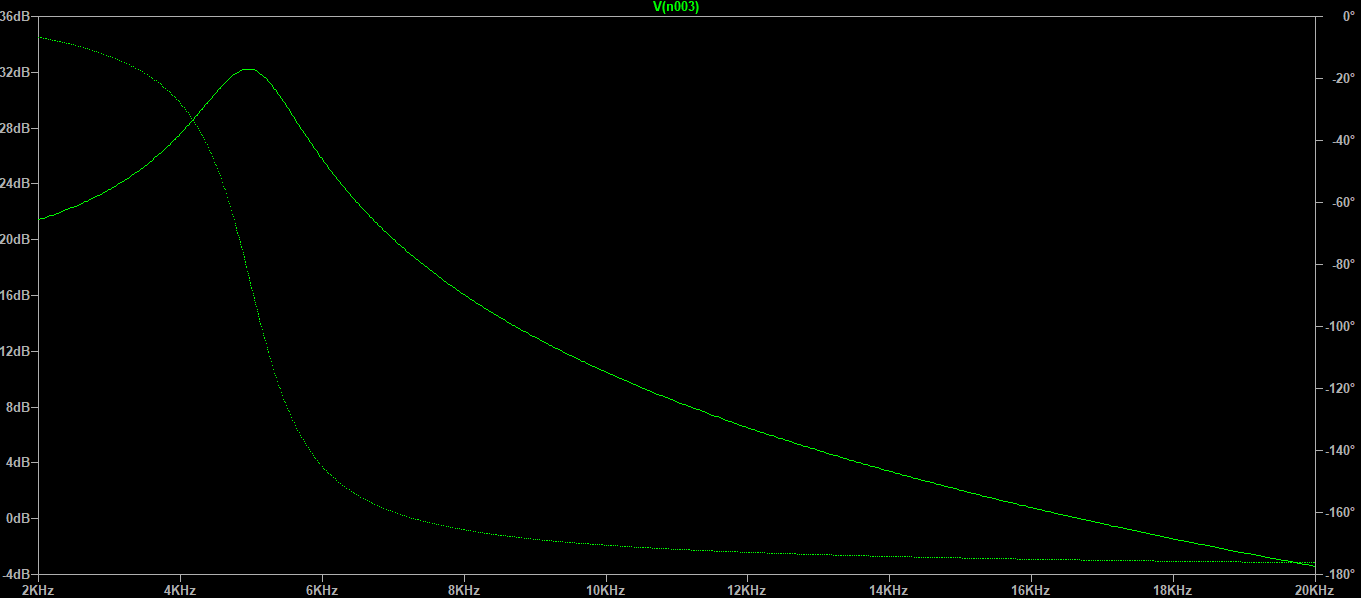 V(n003)
36dB 0°
32dB -20°
28dB -40°
24dB -60°
20dB -80°
16dB -100°
12dB -120°
8dB -140°
4dB -160°
0dB -180°
-4dB
2KHz 4KHz 6KHz 8KHz 10KHz 12KHz 14KHz 16KHz 18KHz 20KHz